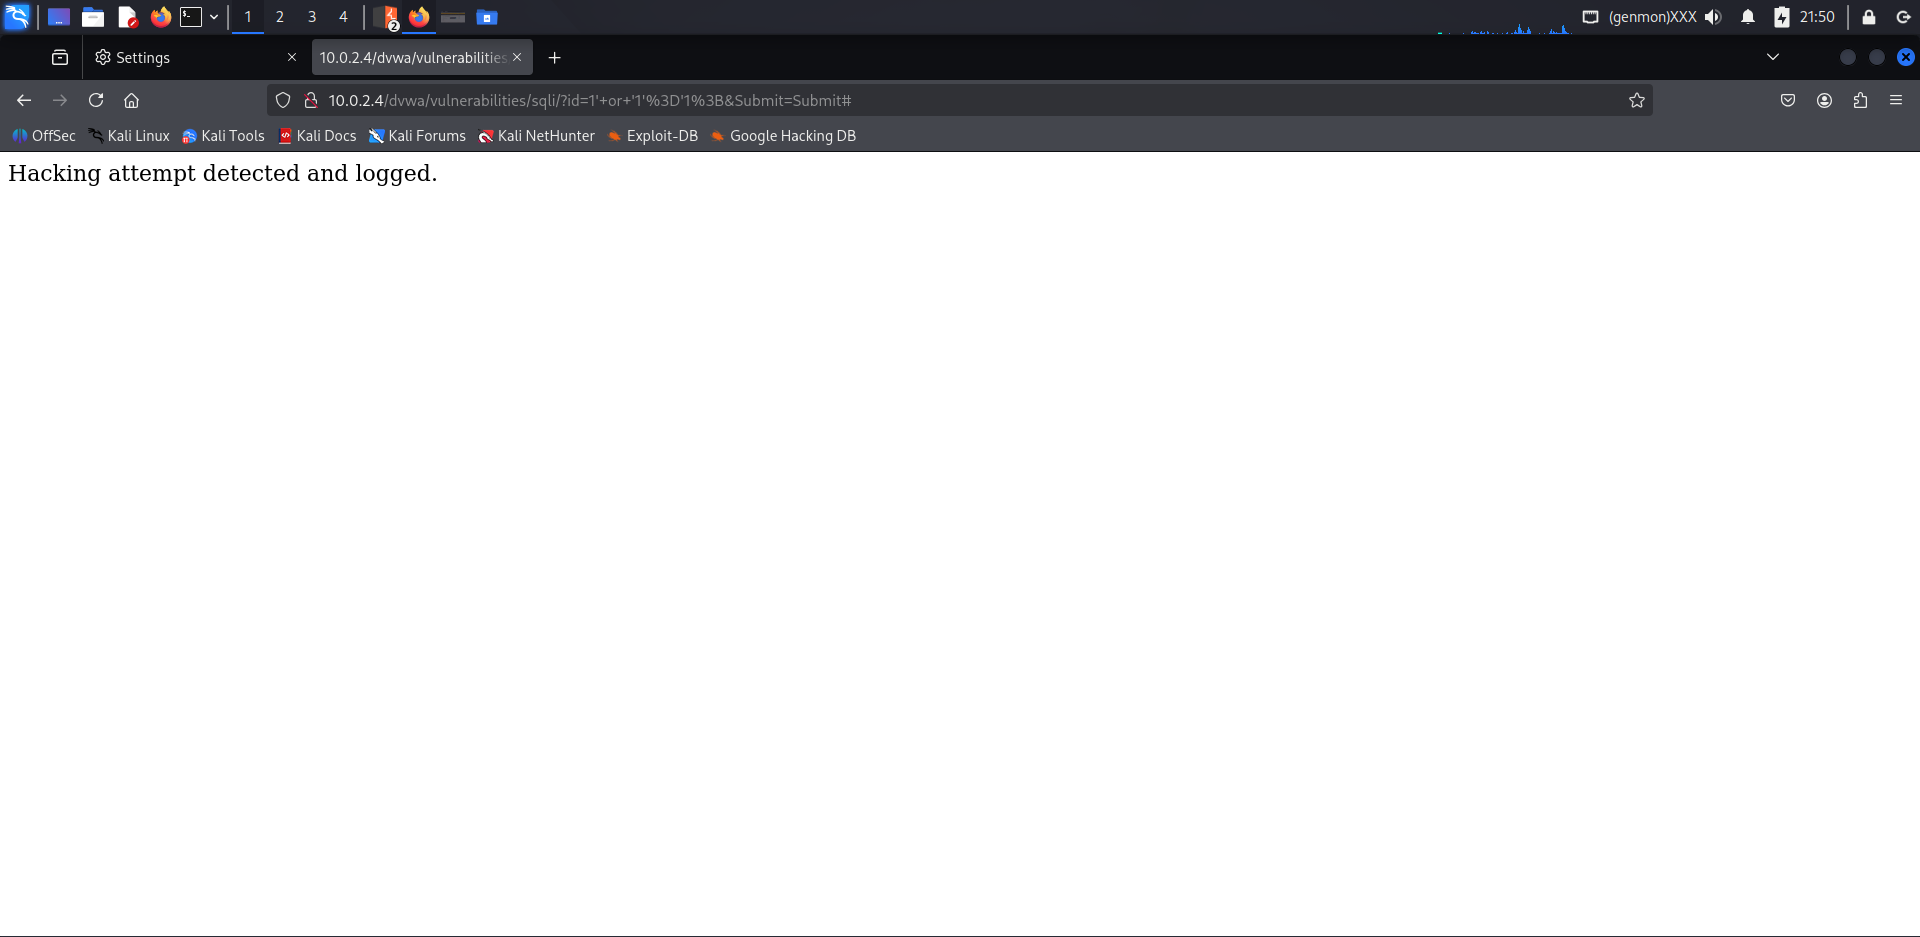 1 2 3 4 2 (genmon)XXX 21:50
Settings 10.0.2.4/dvwa/vulnerabilities
10.0.2.4/dvwa/vulnerabilities/sqli/?id=1'+or+'1'%3D'1%3B&Submit=Submit#
OffSec Kali Linux Kali Tools Kali Docs Kali Forums Kali NetHunter Exploit-DB Google Hacking DB
Hacking attempt detected and logged.